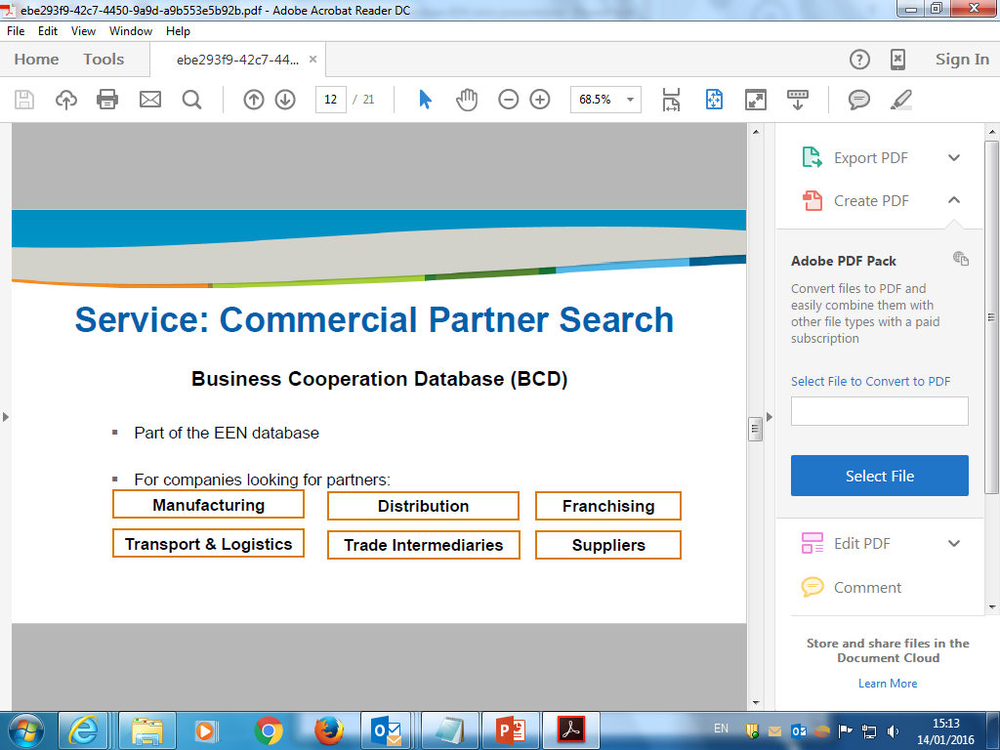 ebe293f9-42c7-4450-9a9d-a9b553e5b92b.pdf - Adobe Acrobat Reader DC
File Edit View Window Help
Home Tools ebe293f9-42c7-44... × Sign In
12 / 21 68.5%
Export PDF
Create PDF
Adobe PDF Pack
Convert files to PDF and
easily combine them with
other file types with a paid
subscription
Select File to Convert to PDF
Select File
Edit PDF
Comment
Store and share files in the
Document Cloud
Learn More
Service: Commercial Partner Search
Business Cooperation Database (BCD)
▪ Part of the EEN database
▪ For companies looking for partners:
Manufacturing Distribution Franchising
Transport & Logistics Trade Intermediaries Suppliers
EN 15:13
14/01/2016